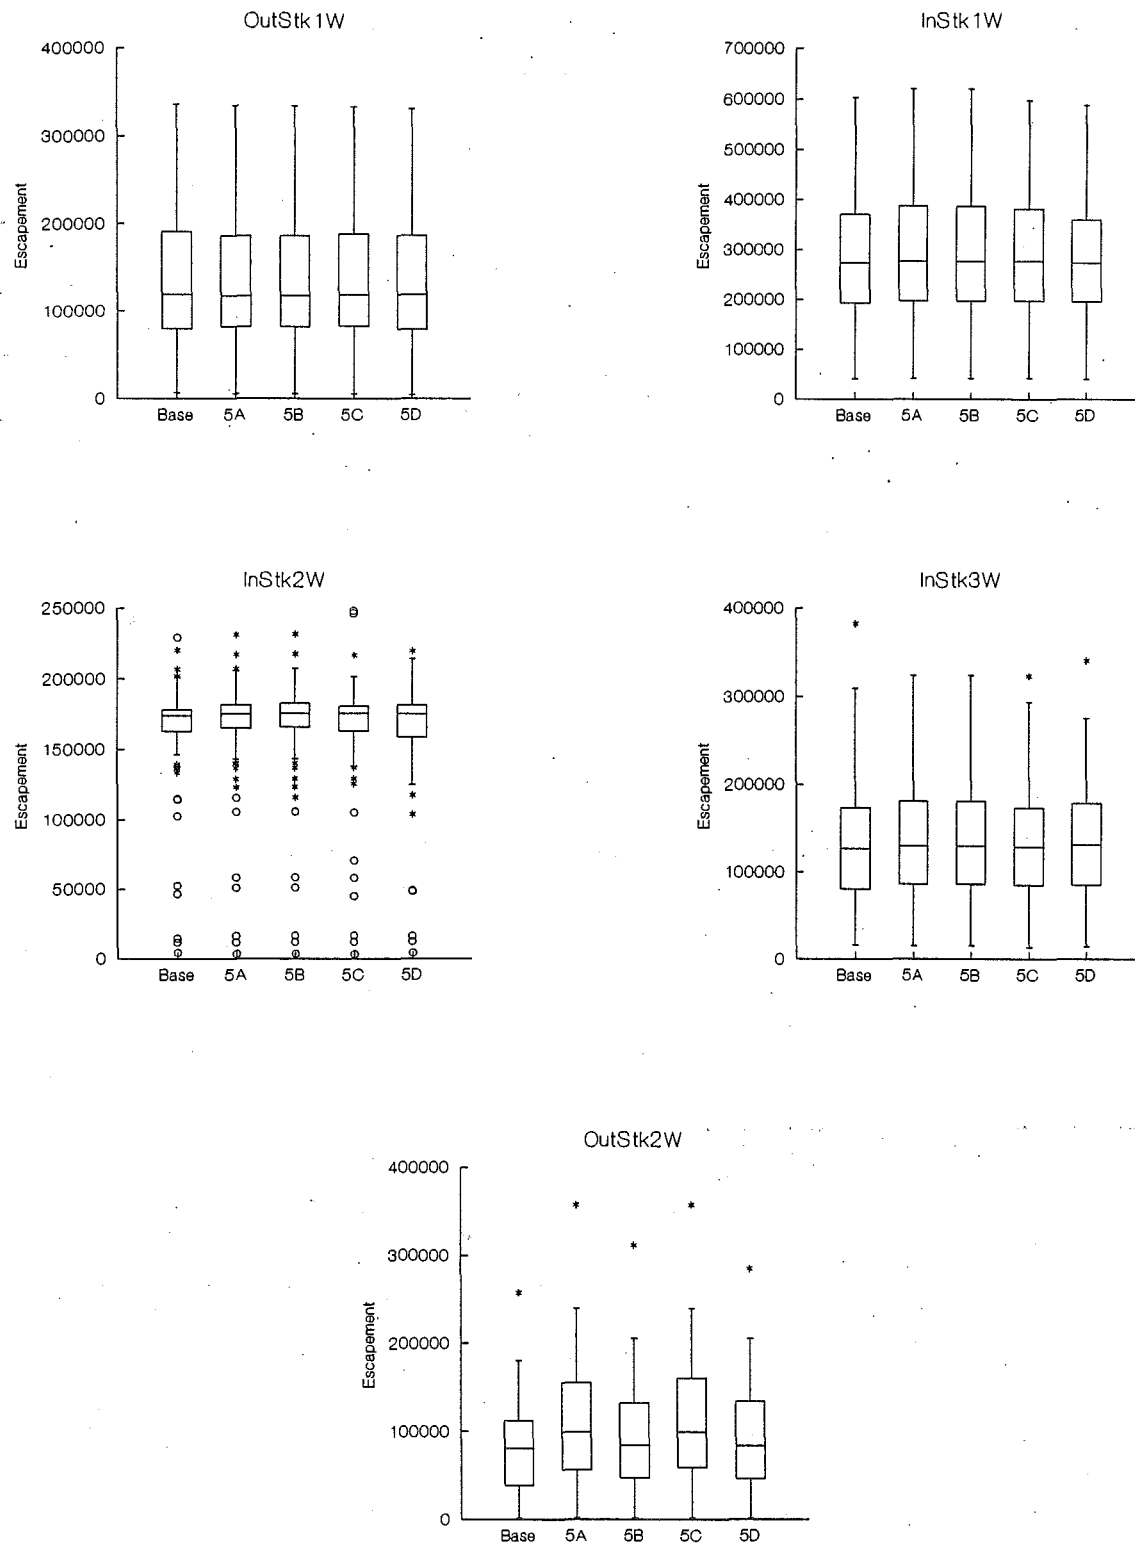 OutStk1W
400000
300000
200000
100000
0
Escapement
Base 5A 5B 5C 5D
InStk1W
700000
600000
500000
400000
300000
200000
100000
0
Escapement
Base 5A 5B 5C 5D
InStk2W
250000
200000
150000
100000
50000
0
Escapement
Base 5A 5B 5C 5D
InStk3W
400000
300000
200000
100000
0
Escapement
Base 5A 5B 5C 5D
OutStk2W
400000
300000
200000
100000
0
Escapement
Base 5A 5B 5C 5D